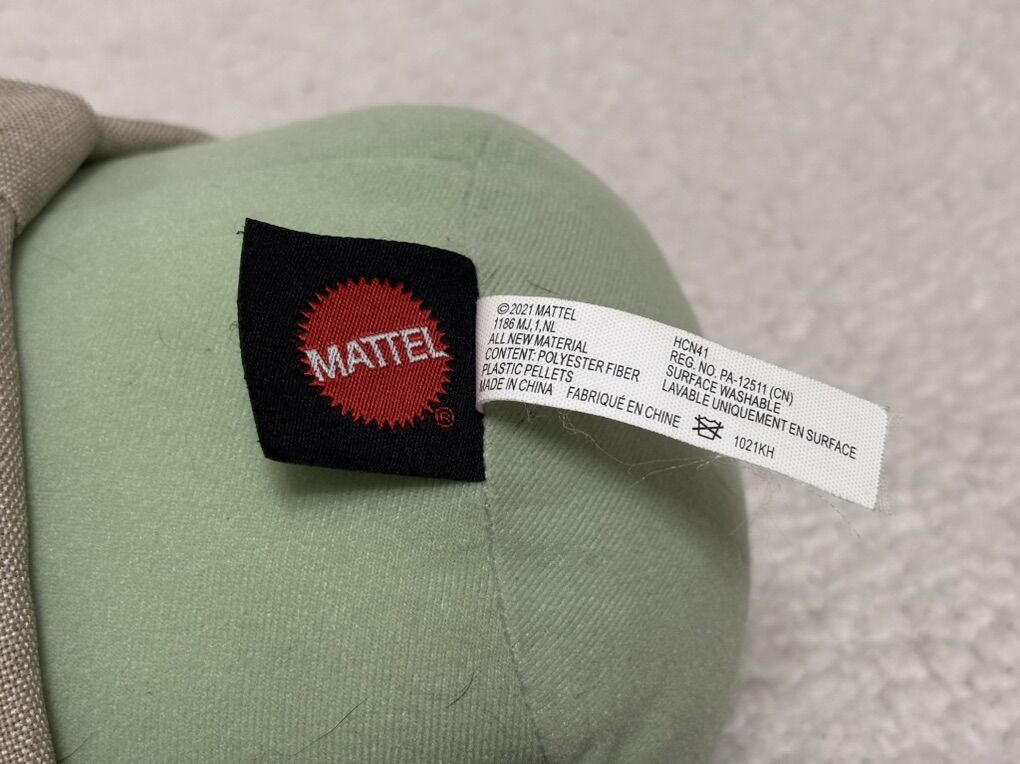 MATTEL
®
©2021 MATTEL
1186 MJ,1,NL
ALL NEW MATERIAL
CONTENT: POLYESTER FIBER
PLASTIC PELLETS
MADE IN CHINA FABRIQUÉ EN CHINE
HCN41
REG. NO. PA-12511 (CN)
SURFACE WASHABLE
LAVABLE UNIQUEMENT EN SURFACE
1021KH